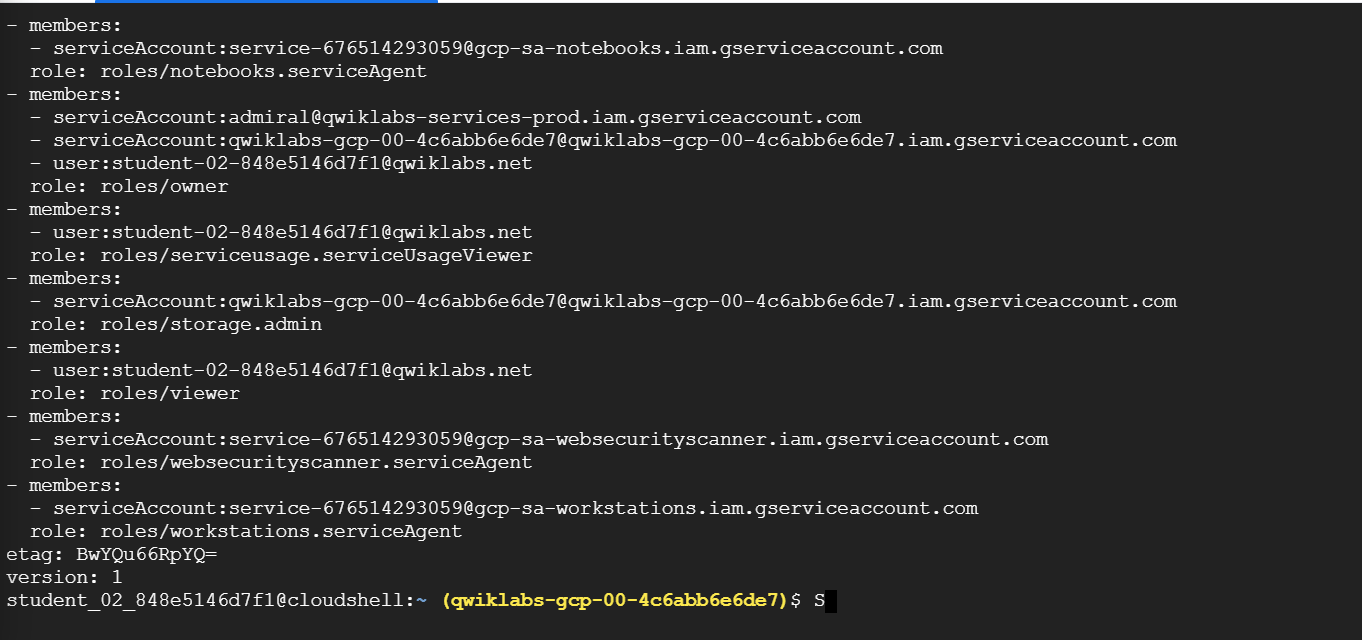 - members:
  - serviceAccount:service-676514293059@gcp-sa-notebooks.iam.gserviceaccount.com
  role: roles/notebooks.serviceAgent
- members:
  - serviceAccount:admiral@qwiklabs-services-prod.iam.gserviceaccount.com
  - serviceAccount:qwiklabs-gcp-00-4c6abb6e6de7@qwiklabs-gcp-00-4c6abb6e6de7.iam.gserviceaccount.com
  - user:student-02-848e5146d7f1@qwiklabs.net
  role: roles/owner
- members:
  - user:student-02-848e5146d7f1@qwiklabs.net
  role: roles/serviceusage.serviceUsageViewer
- members:
  - serviceAccount:qwiklabs-gcp-00-4c6abb6e6de7@qwiklabs-gcp-00-4c6abb6e6de7.iam.gserviceaccount.com
  role: roles/storage.admin
- members:
  - user:student-02-848e5146d7f1@qwiklabs.net
  role: roles/viewer
- members:
  - serviceAccount:service-676514293059@gcp-sa-websecurityscanner.iam.gserviceaccount.com
  role: roles/websecurityscanner.serviceAgent
- members:
  - serviceAccount:service-676514293059@gcp-sa-workstations.iam.gserviceaccount.com
  role: roles/workstations.serviceAgent
etag: BwYQu66RpYQ=
version: 1
student_02_848e5146d7f1@cloudshell:~ (qwiklabs-gcp-00-4c6abb6e6de7)$ S